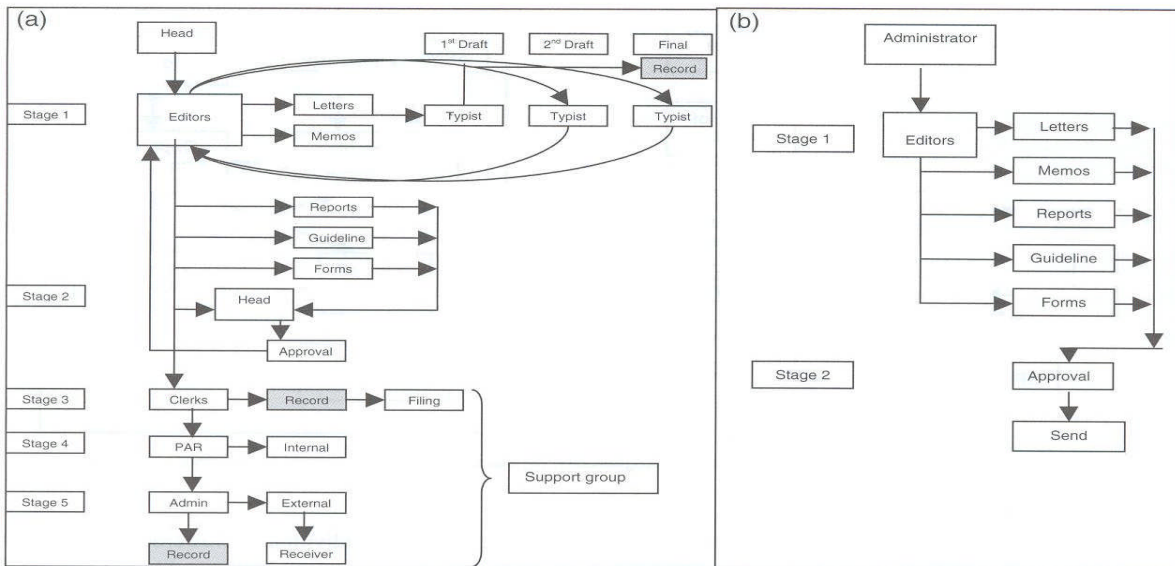 (a)
Head
1st Draft
2nd Draft
Final
Record
Stage 1
Editors
Letters
Memos
Typist
Typist
Typist
Reports
Guideline
Forms
Stage 2
Head
Approval
Stage 3
Clerks
Record
Filing
Stage 4
PAR
Internal
Support group
Stage 5
Admin
External
Record
Receiver
(b)
Administrator
Stage 1
Editors
Letters
Memos
Reports
Guideline
Forms
Stage 2
Approval
Send